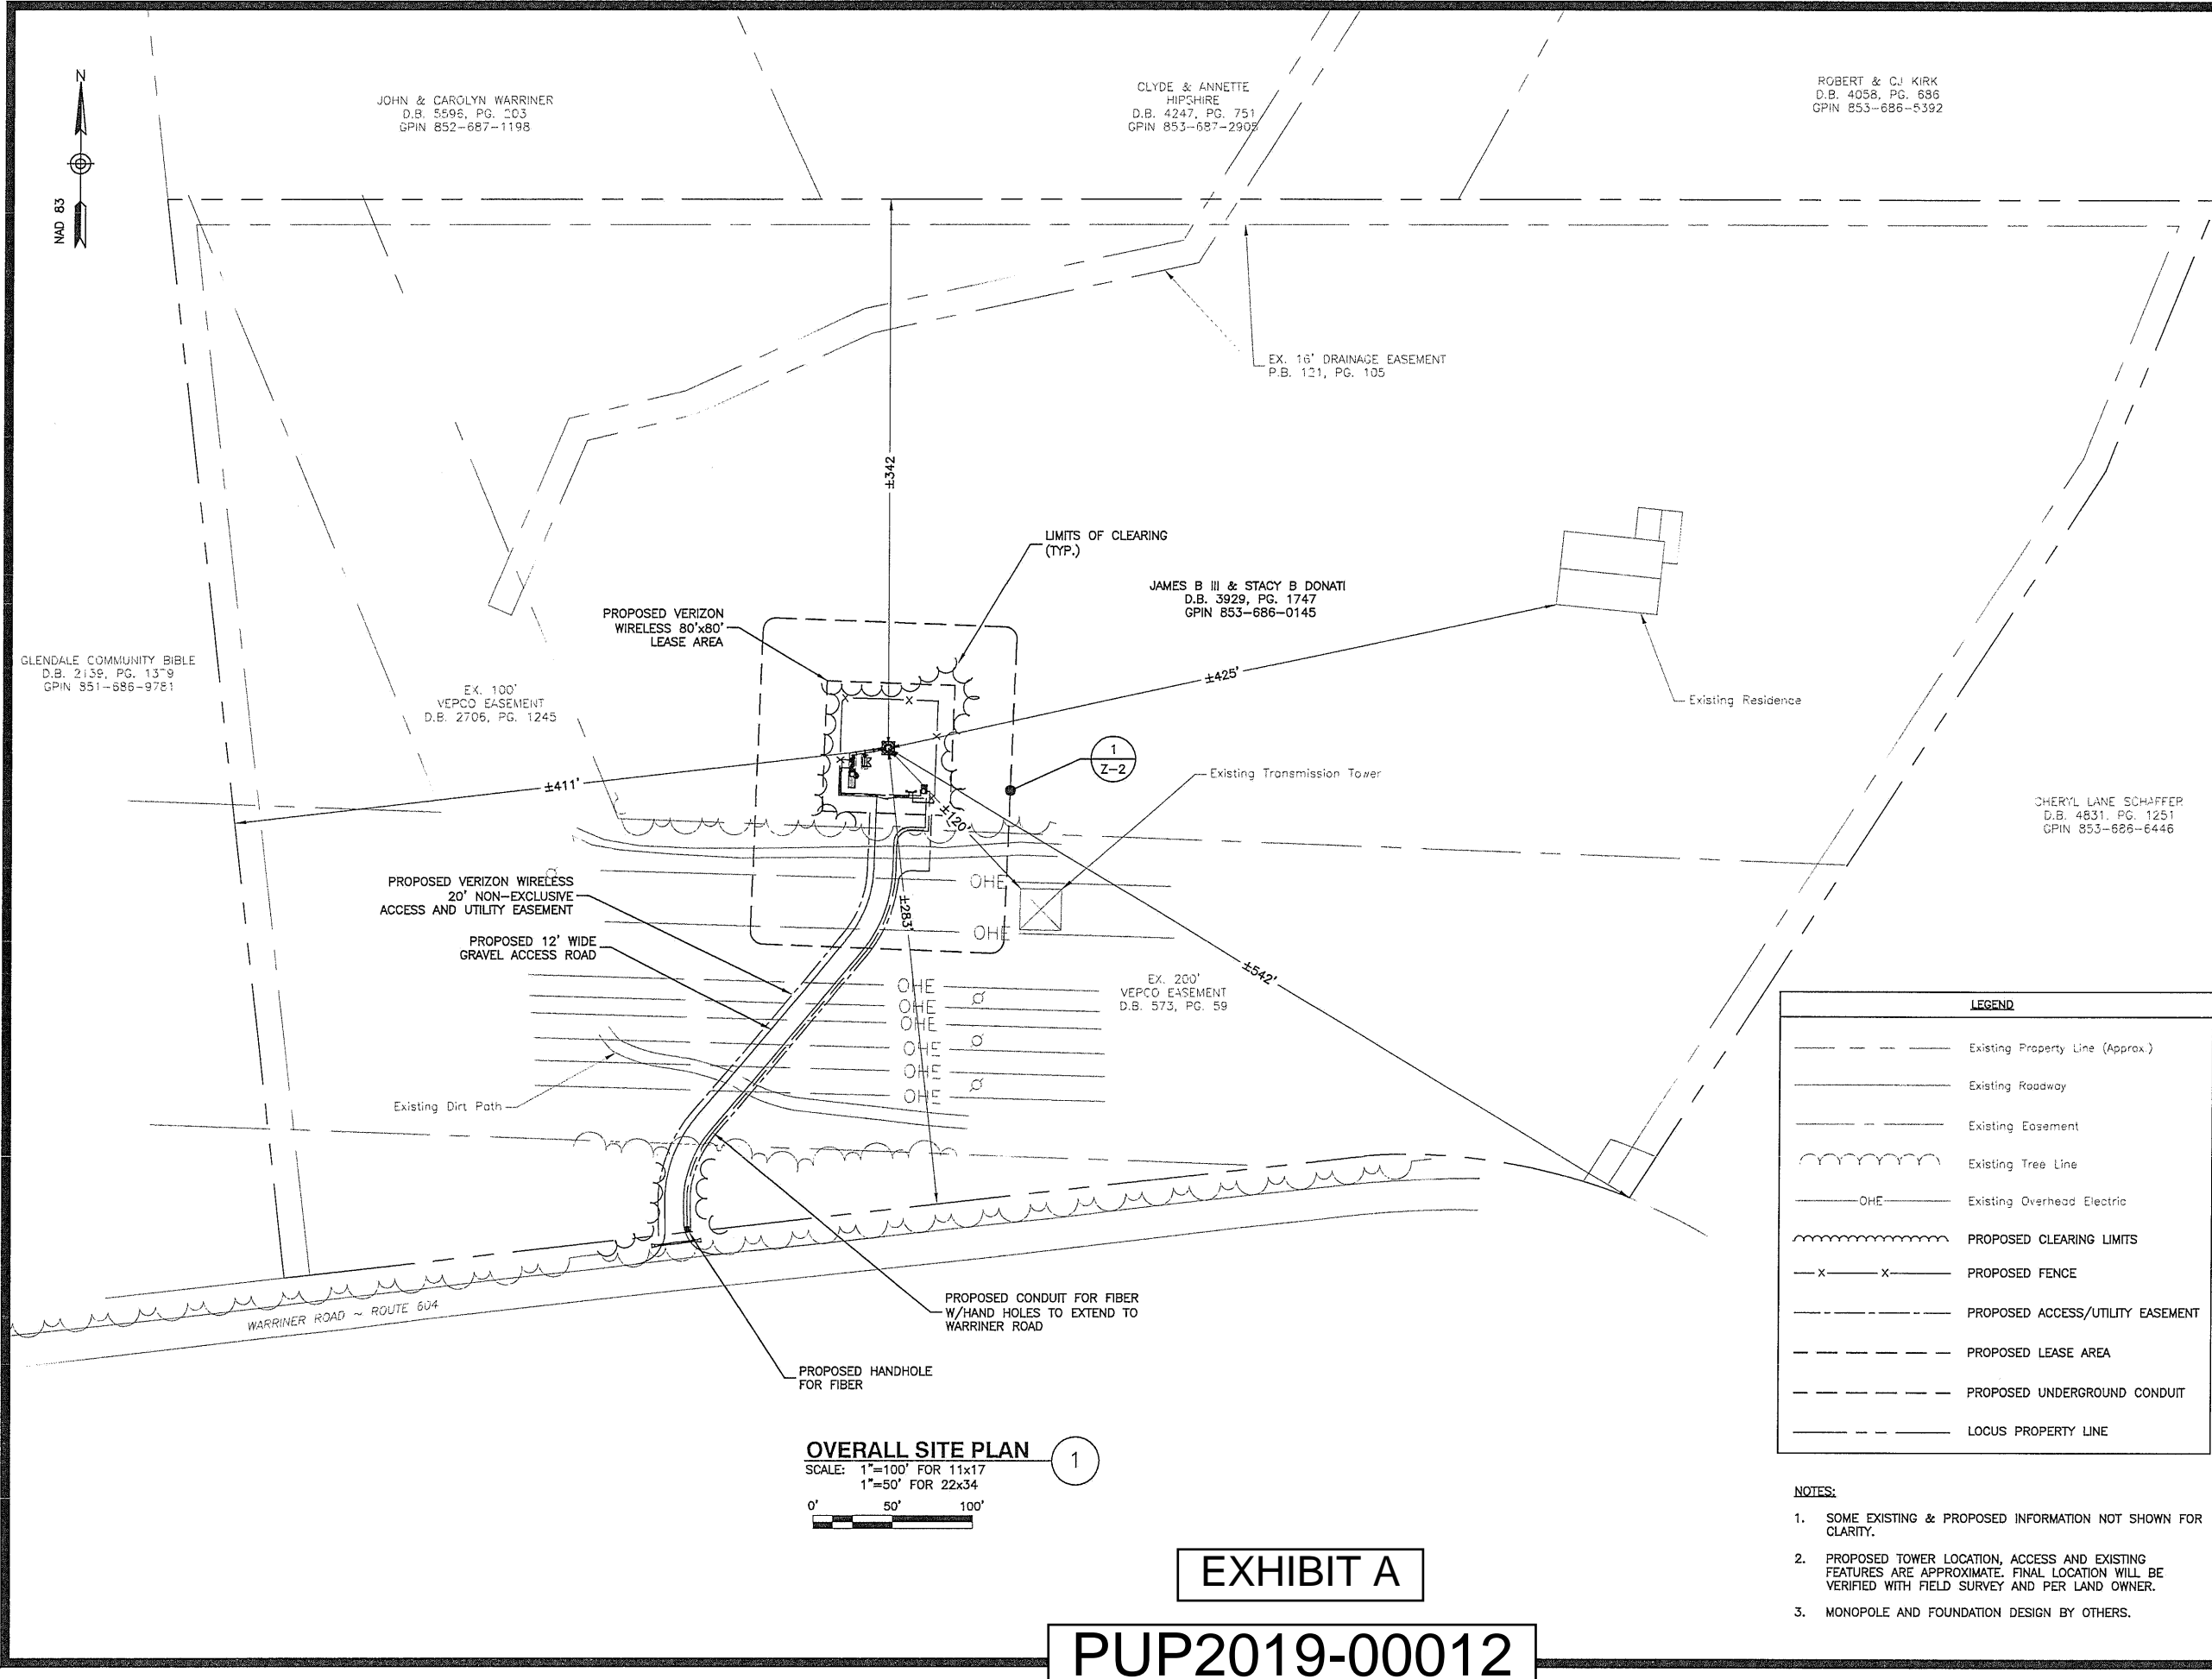 N
NAD 83
JOHN & CAROLYN WARRINER
D.B. 5596, PG. 203
GPIN 852-687-1198
CLYDE & ANNETTE
HIPSHIRE
D.B. 4247, PG. 751
GPIN 853-687-2905
ROBERT & CJ KIRK
D.B. 4058, PG. 686
GPIN 853-686-5392
EX. 16' DRAINAGE EASEMENT
P.B. 121, PG. 105
±342
LIMITS OF CLEARING
(TYP.)
JAMES B III & STACY B DONATI
D.B. 3929, PG. 1747
GPIN 853-686-0145
PROPOSED VERIZON
WIRELESS 80'x80'
LEASE AREA
GLENDALE COMMUNITY BIBLE
D.B. 2139, PG. 1379
GPIN 851-686-9781
EX. 100'
VEPCO EASEMENT
D.B. 2706, PG. 1245
±425'
Existing Residence
±411'
1
Z-2
Existing Transmission Tower
±120'
CHERYL LANE SCHAFFER
D.B. 4831, PG. 1251
GPIN 853-686-6446
PROPOSED VERIZON WIRELESS
20' NON-EXCLUSIVE
ACCESS AND UTILITY EASEMENT
OHE
±283'
OHE
PROPOSED 12' WIDE
GRAVEL ACCESS ROAD
±542'
EX. 200'
VEPCO EASEMENT
D.B. 573, PG. 59
OHE
OHE
OHE
OHE
OHE
OHE
Existing Dirt Path
WARRINER ROAD ~ ROUTE 604
PROPOSED CONDUIT FOR FIBER
W/HAND HOLES TO EXTEND TO
WARRINER ROAD
PROPOSED HANDHOLE
FOR FIBER
LEGEND
Existing Property Line (Approx.)
Existing Roadway
Existing Easement
Existing Tree Line
OHE Existing Overhead Electric
PROPOSED CLEARING LIMITS
X X PROPOSED FENCE
PROPOSED ACCESS/UTILITY EASEMENT
PROPOSED LEASE AREA
PROPOSED UNDERGROUND CONDUIT
LOCUS PROPERTY LINE
OVERALL SITE PLAN 1
SCALE: 1"=100' FOR 11x17
1"=50' FOR 22x34
0' 50' 100'
NOTES:
1. SOME EXISTING & PROPOSED INFORMATION NOT SHOWN FOR
CLARITY.
2. PROPOSED TOWER LOCATION, ACCESS AND EXISTING
FEATURES ARE APPROXIMATE. FINAL LOCATION WILL BE
VERIFIED WITH FIELD SURVEY AND PER LAND OWNER.
3. MONOPOLE AND FOUNDATION DESIGN BY OTHERS.
EXHIBIT A
PUP2019-00012